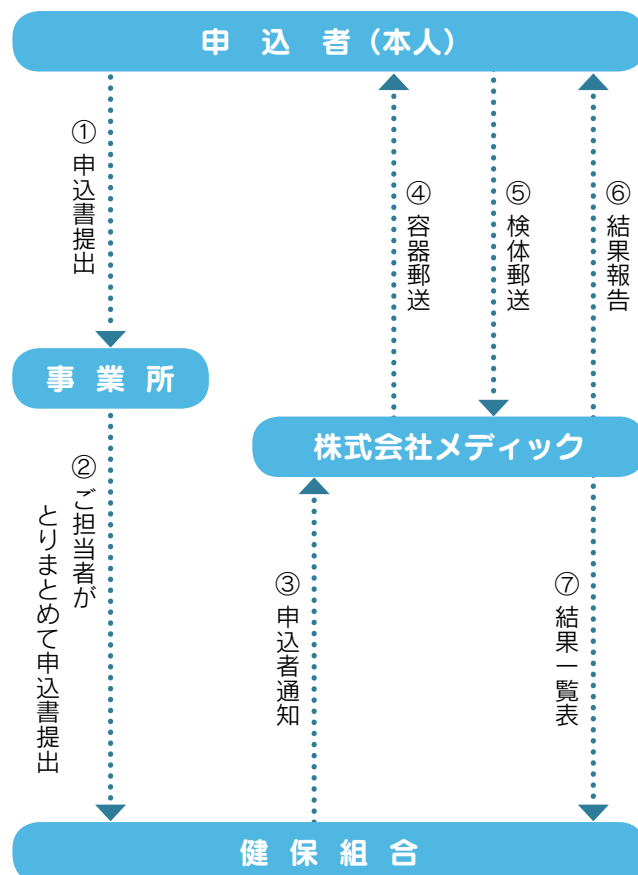 申込者（本人）
① 申込書提出
④ 容器郵送
⑤ 検体郵送
⑥ 結果報告
事業所
株式会社メディック
② ご担当者が
とりまとめて申込書提出
③ 申込者通知
⑦ 結果一覧表
健保組合